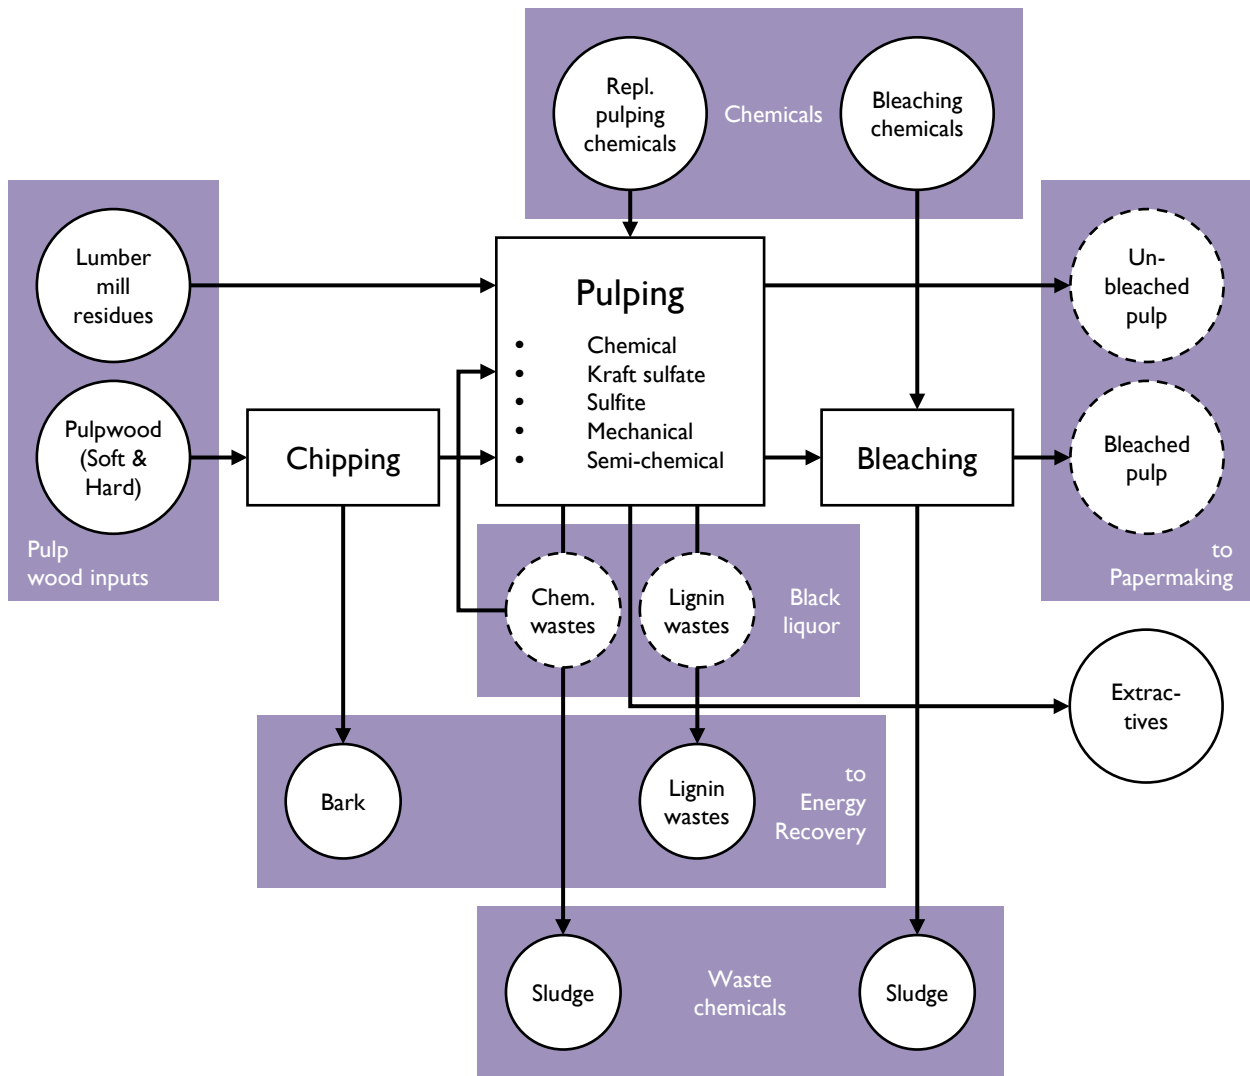 Repl.
pulping
chemicals
Chemicals
Bleaching
chemicals
Lumber
mill
residues
Pulpwood
(Soft &
Hard)
Pulp
wood inputs
Chipping
Pulping
• Chemical
• Kraft sulfate
• Sulfite
• Mechanical
• Semi-chemical
Bleaching
Un-
bleached
pulp
Bleached
pulp
to
Papermaking
Chem.
wastes
Lignin
wastes
Black
liquor
Extrac-
tives
Bark
Lignin
wastes
to
Energy
Recovery
Sludge
Waste
chemicals
Sludge